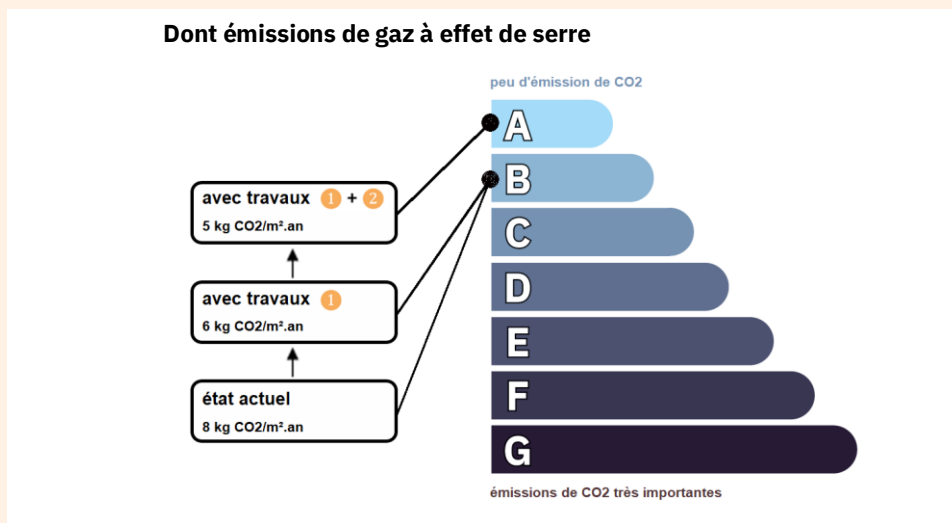 Dont émissions de gaz à effet de serre
peu d'émission de CO2
A
B
avec travaux 1 + 2
5 kg CO2/m².an
C
D
avec travaux 1
6 kg CO2/m².an
E
F
état actuel
8 kg CO2/m².an
G
émissions de CO2 très importantes